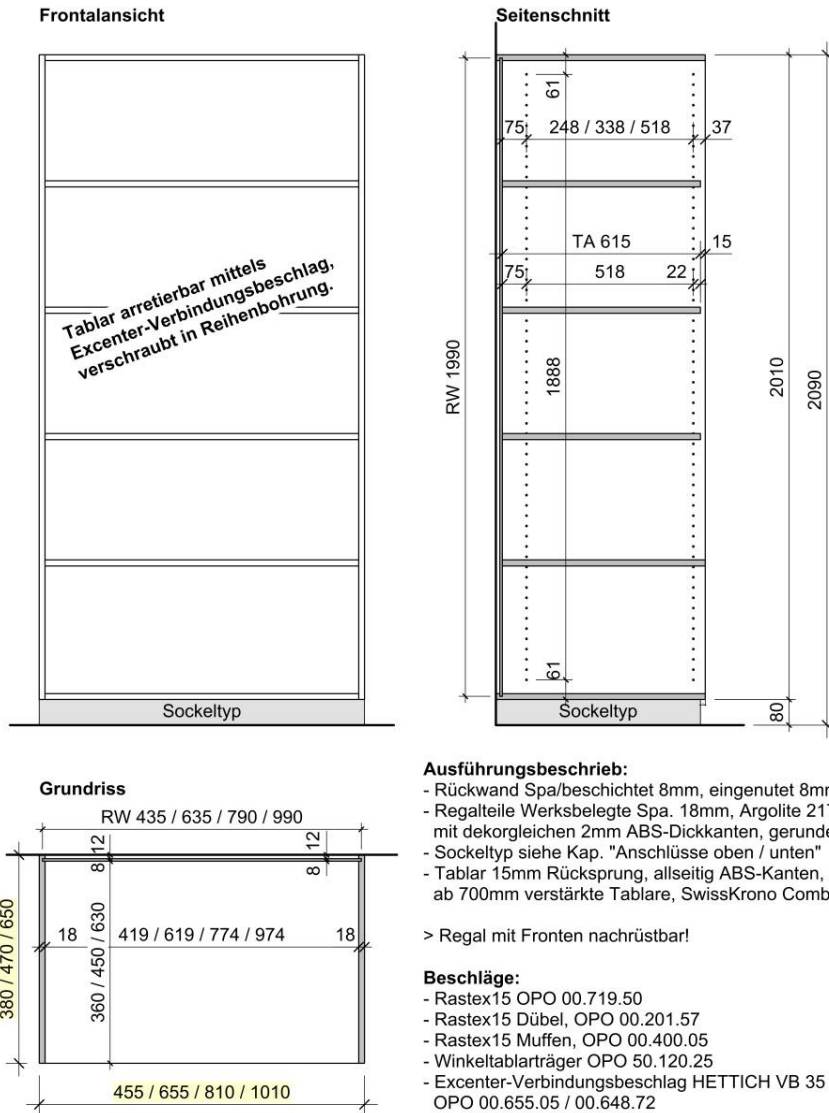 Frontalansicht
Seitenschnitt
Tablar arretierbar mittels
Excenter-Verbindungsbeschlag,
verschraubt in Reihenbohrung.
Sockeltyp
61
75
248 / 338 / 518
37
TA 615
15
75
518
22
RW 1990
1888
2010
2090
61
Sockeltyp
80
Grundriss
RW 435 / 635 / 790 / 990
8 12
8 12
18
419 / 619 / 774 / 974
18
380 / 470 / 650
360 / 450 / 630
455 / 655 / 810 / 1010
Ausführungsbeschrieb:
- Rückwand Spa/beschichtet 8mm, eingenutet
- Regalteile Werksbelegte Spa. 18mm, Argolite
mit dekorgleichen 2mm ABS-Dickkanten,
- Sockeltyp siehe Kap. "Anschlüsse oben / unten"
- Tablar 15mm Rücksprung, allseitig ABS-Kanten,
ab 700mm verstärkte Tablare, SwissKrono
> Regal mit Fronten nachrüstbar!
Beschläge:
- Rastex15 OPO 00.719.50
- Rastex15 Dübel, OPO 00.201.57
- Rastex15 Muffen, OPO 00.400.05
- Winkeltablarträger OPO 50.120.25
- Excenter-Verbindungsbeschlag HETTICH VB 35
OPO 00.655.05 / 00.648.72